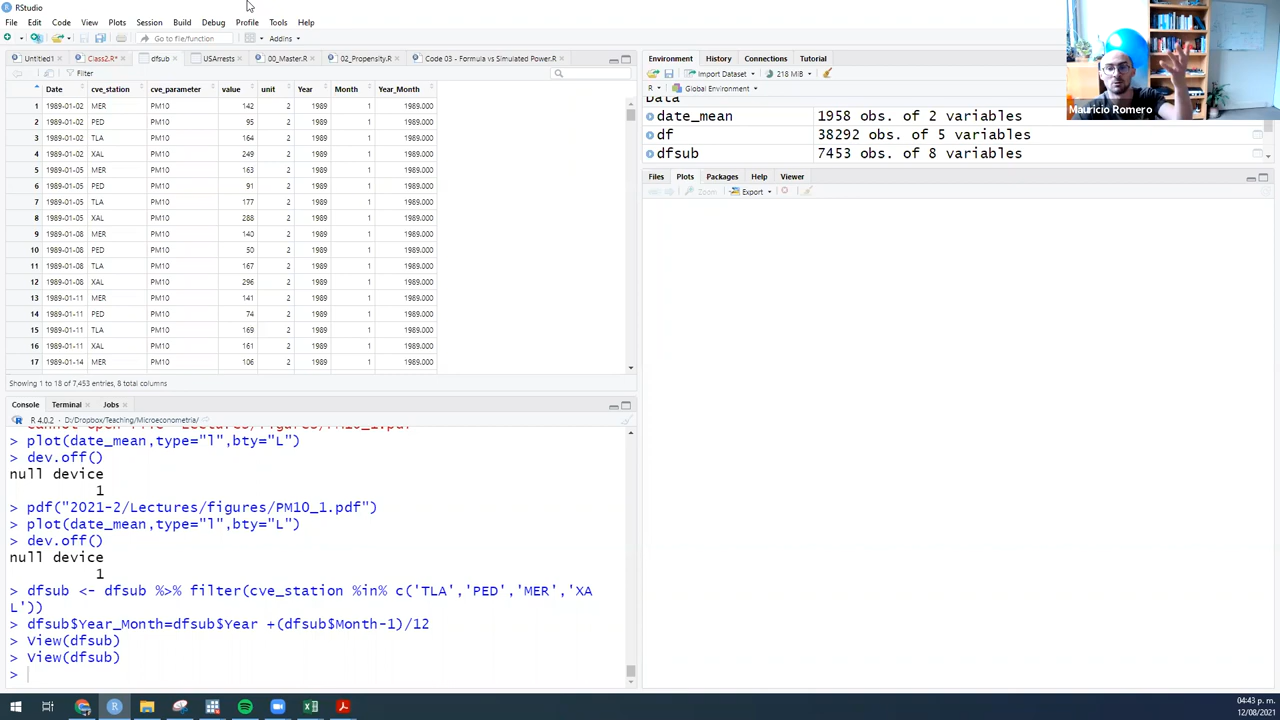 RStudio
File Edit Code View Plots Session Build Debug Profile Tools Help
Go to file/function Addins
Untitled1 Class2.R* dfsub USArrests 00_Master.R 02_Propensity.R Code 03 - Formula vs Simulated Power.R
Filter
Date cve_station cve_parameter value unit Year Month Year_Month
1 1989-01-02 MER PM10 142 2 1989 1 1989.000
2 1989-01-02 PED PM10 95 2 1989 1 1989.000
3 1989-01-02 TLA PM10 164 2 1989 1 1989.000
4 1989-01-02 XAL PM10 249 2 1989 1 1989.000
5 1989-01-05 MER PM10 163 2 1989 1 1989.000
6 1989-01-05 PED PM10 91 2 1989 1 1989.000
7 1989-01-05 TLA PM10 177 2 1989 1 1989.000
8 1989-01-05 XAL PM10 288 2 1989 1 1989.000
9 1989-01-08 MER PM10 140 2 1989 1 1989.000
10 1989-01-08 PED PM10 50 2 1989 1 1989.000
11 1989-01-08 TLA PM10 167 2 1989 1 1989.000
12 1989-01-08 XAL PM10 296 2 1989 1 1989.000
13 1989-01-11 MER PM10 141 2 1989 1 1989.000
14 1989-01-11 PED PM10 74 2 1989 1 1989.000
15 1989-01-11 TLA PM10 169 2 1989 1 1989.000
16 1989-01-11 XAL PM10 161 2 1989 1 1989.000
17 1989-01-14 MER PM10 106 2 1989 1 1989.000
Showing 1 to 18 of 7,453 entries, 8 total columns
Console Terminal Jobs
R 4.0.2 · D:/Dropbox/Teaching/Microeconometria/
cannot open file 'Lectures/figures/PM10_1.pdf'
> plot(date_mean,type="l",bty="L")
> dev.off()
null device
1
> pdf("2021-2/Lectures/figures/PM10_1.pdf")
> plot(date_mean,type="l",bty="L")
> dev.off()
null device
1
> dfsub <- dfsub %>% filter(cve_station %in% c('TLA','PED','MER','XA
L'))
> dfsub$Year_Month=dfsub$Year +(dfsub$Month-1)/12
> View(dfsub)
> View(dfsub)
>
Environment History Connections Tutorial
Import Dataset 218 MiB
R Global Environment
Data
date_mean 1958 obs. of 2 variables
df 38292 obs. of 5 variables
dfsub 7453 obs. of 8 variables
Files Plots Packages Help Viewer
Zoom Export
Mauricio Romero
04:43 p. m.
12/08/2021